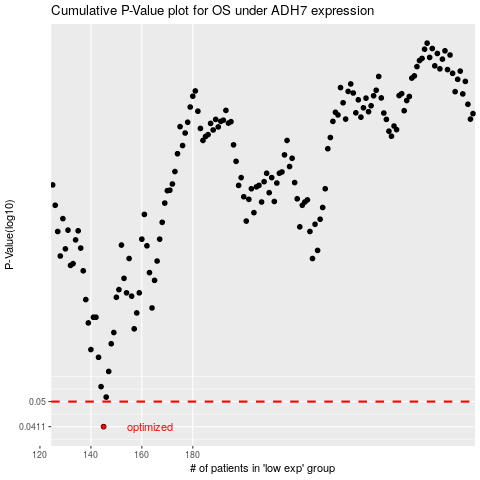 Cumulative P-Value plot for OS under ADH7 expression
P-Value(log10)
0.05
0.0411
optimized
120 140 160 180
# of patients in 'low exp' group